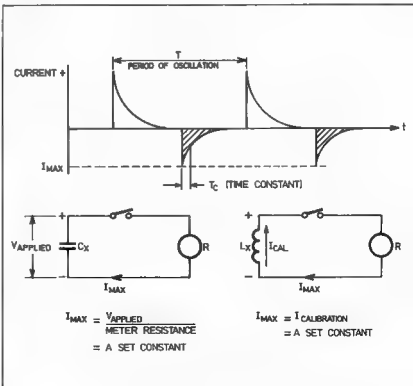 T
CURRENT +
PERIOD OF OSCILLATION
t
IMAX
TC (TIME CONSTANT)
+
+
VAPPLIED
CX
R
LX
ICAL
R
-
IMAX
-
IMAX
IMAX = VAPPLIED
METER RESISTANCE
= A SET CONSTANT
IMAX = ICALIBRATION
= A SET CONSTANT